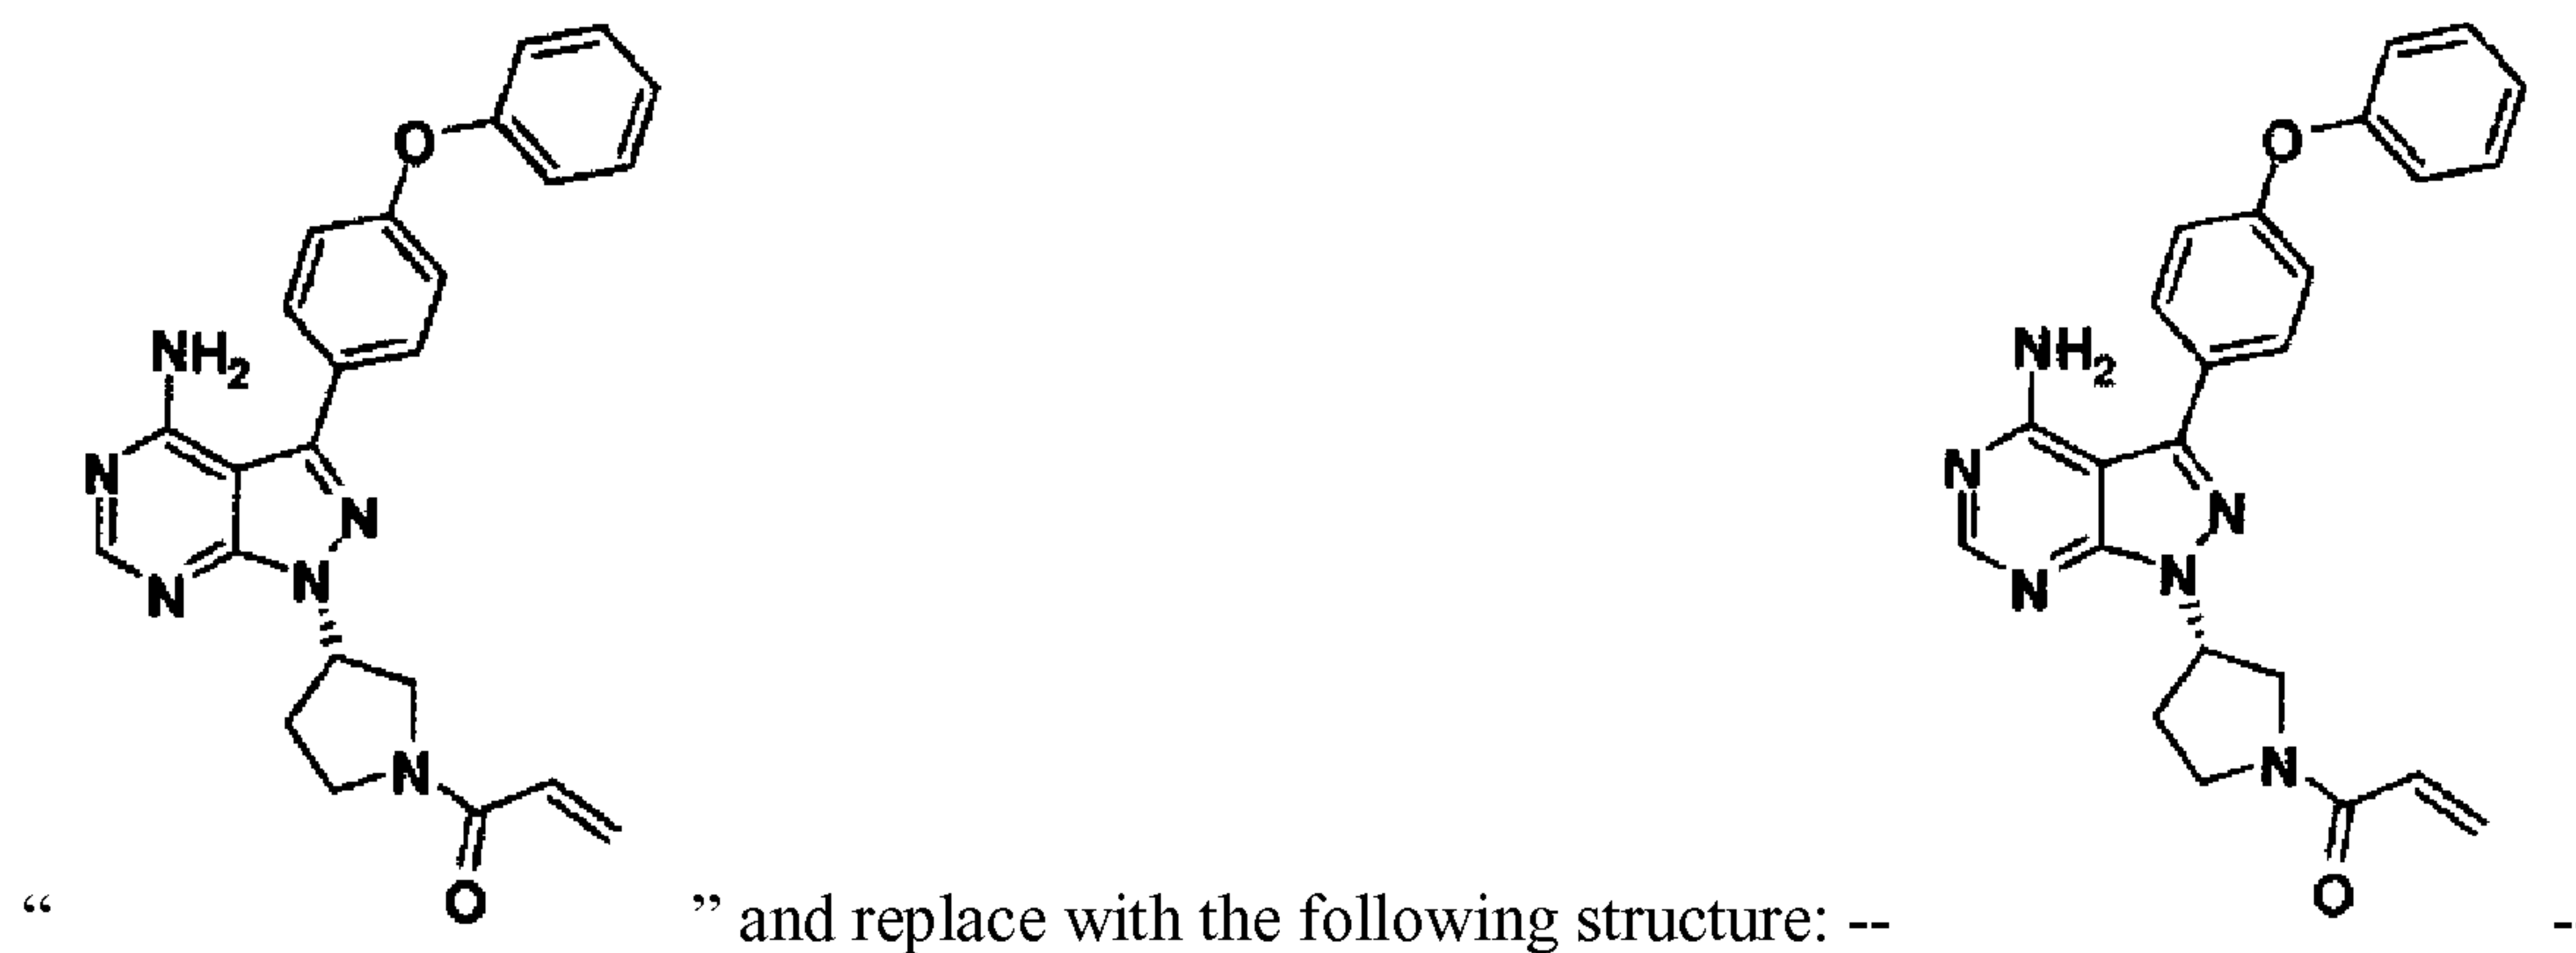 O
O
NH2
NH2
N
N
N
N
N
N
N
N
N
N
“ O ” and replace with the following structure: -- O -